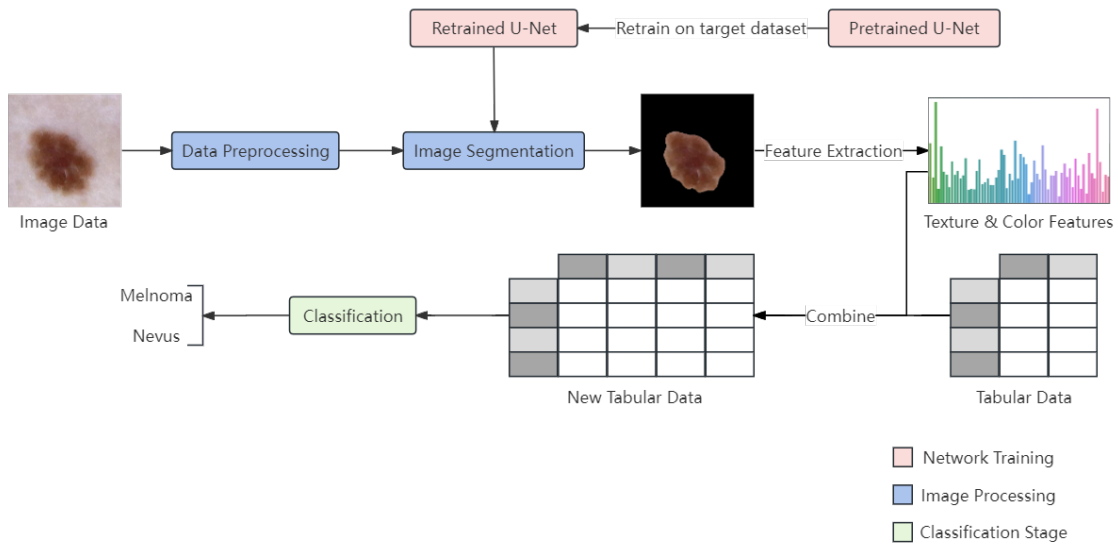 Retrained U-Net
Retrain on target dataset
Pretrained U-Net
Data Preprocessing
Image Segmentation
Feature Extraction
Image Data
Texture & Color Features
Melnoma
Nevus
Classification
Combine
New Tabular Data
Tabular Data
Network Training
Image Processing
Classification Stage